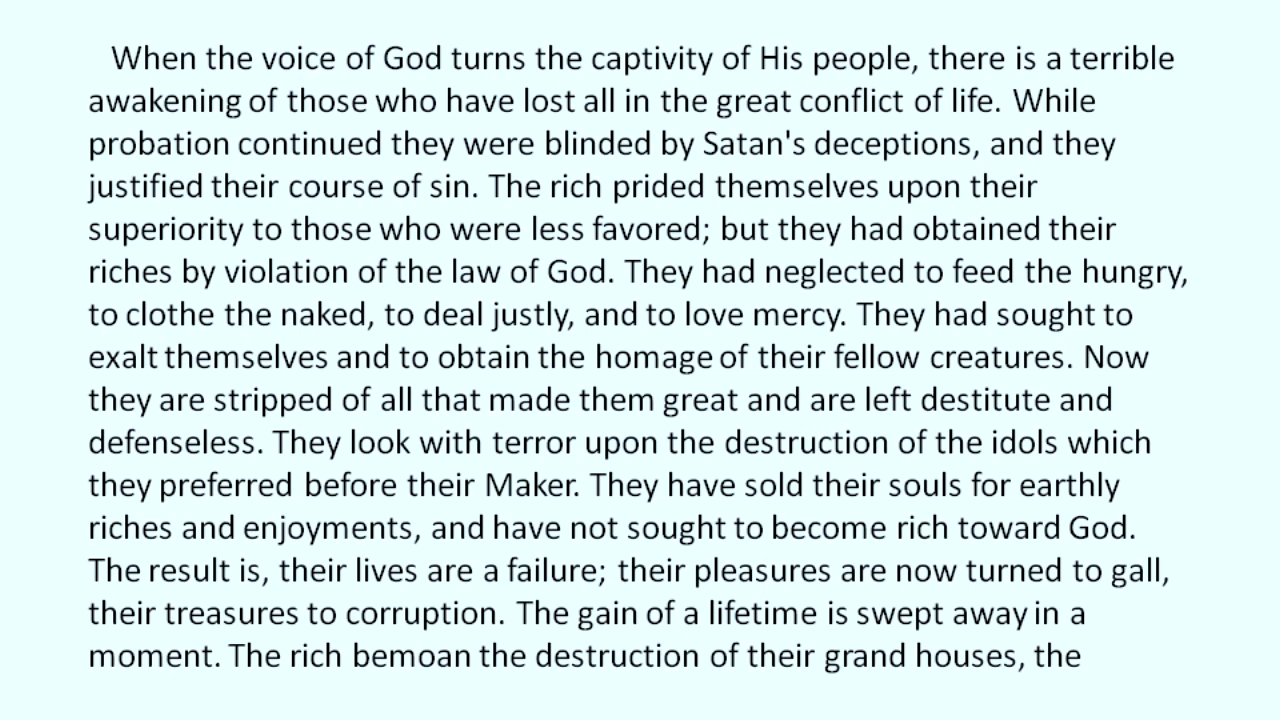 When the voice of God turns the captivity of His people, there is a terrible
awakening of those who have lost all in the great conflict of life. While
probation continued they were blinded by Satan's deceptions, and they
justified their course of sin. The rich prided themselves upon their
superiority to those who were less favored; but they had obtained their
riches by violation of the law of God. They had neglected to feed the hungry,
to clothe the naked, to deal justly, and to love mercy. They had sought to
exalt themselves and to obtain the homage of their fellow creatures. Now
they are stripped of all that made them great and are left destitute and
defenseless. They look with terror upon the destruction of the idols which
they preferred before their Maker. They have sold their souls for earthly
riches and enjoyments, and have not sought to become rich toward God.
The result is, their lives are a failure; their pleasures are now turned to gall,
their treasures to corruption. The gain of a lifetime is swept away in a
moment. The rich bemoan the destruction of their grand houses, the